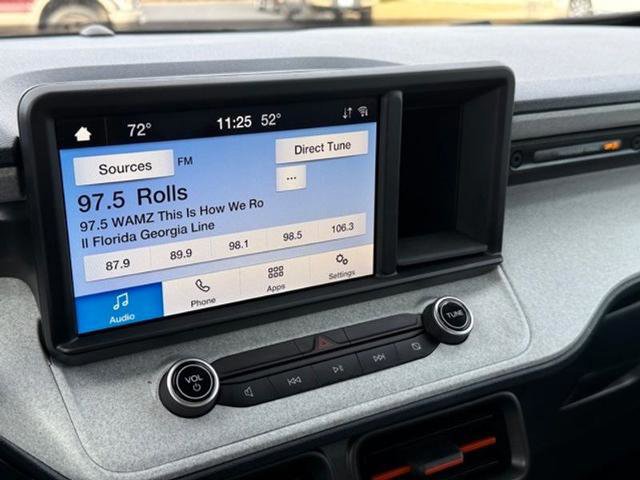 72° 11:25 52°
Sources FM Direct Tune
...
97.5 Rolls
97.5 WAMZ This Is How We Ro
ll Florida Georgia Line
87.9 89.9 98.1 98.5 106.3
Audio Phone Apps Settings
VOL TUNE